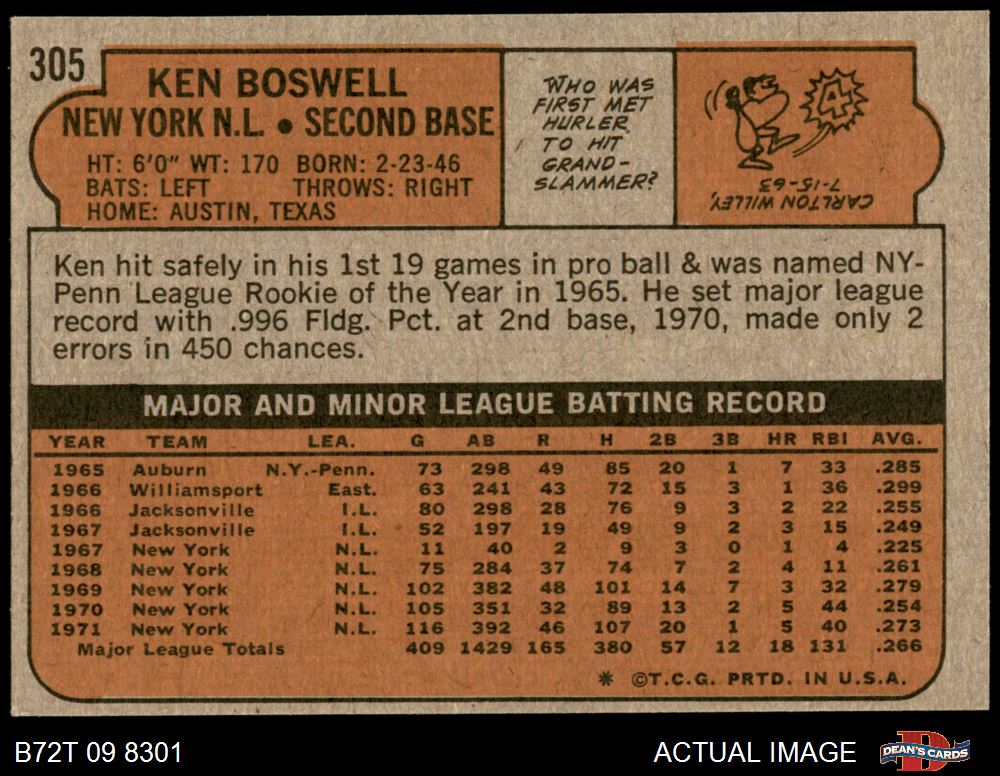 305
KEN BOSWELL
NEW YORK N.L. • SECOND BASE
HT: 6'0" WT: 170 BORN: 2-23-46
BATS: LEFT THROWS: RIGHT
HOME: AUSTIN, TEXAS
WHO WAS
FIRST MET
HURLER
TO HIT
GRAND-
SLAMMER?
4
CARLTON WILLEY,
7-15-63
Ken hit safely in his 1st 19 games in pro ball & was named NY-
Penn League Rookie of the Year in 1965. He set major league
record with .996 Fldg. Pct. at 2nd base, 1970, made only 2
errors in 450 chances.
MAJOR AND MINOR LEAGUE BATTING RECORD
YEAR TEAM LEA. G AB R H 2B 3B HR RBI AVG.
1965 Auburn N.Y.-Penn. 73 298 49 85 20 1 7 33 .285
1966 Williamsport East. 63 241 43 72 15 3 1 36 .299
1966 Jacksonville I.L. 80 298 28 76 9 3 2 22 .255
1967 Jacksonville I.L. 52 197 19 49 9 2 3 15 .249
1967 New York N.L. 11 40 2 9 3 0 1 4 .225
1968 New York N.L. 75 284 37 74 7 2 4 11 .261
1969 New York N.L. 102 382 48 101 14 7 3 32 .279
1970 New York N.L. 105 351 32 89 13 2 5 44 .254
1971 New York N.L. 116 392 46 107 20 1 5 40 .273
Major League Totals 409 1429 165 380 57 12 18 131 .266
* ©T.C.G. PRTD. IN U.S.A.
B72T 09 8301 ACTUAL IMAGE DEAN'S CARDS